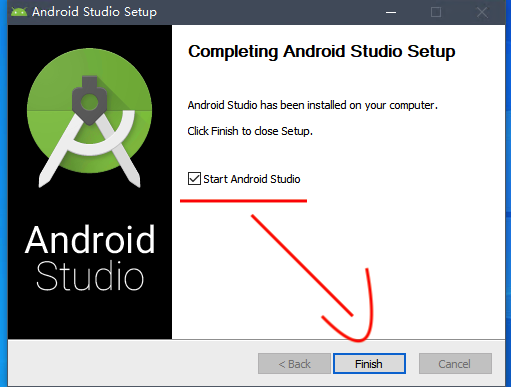 Android Studio Setup
Completing Android Studio Setup
Android Studio has been installed on your computer.
Click Finish to close Setup.
Start Android Studio
Android
Studio
< Back
Finish
Cancel